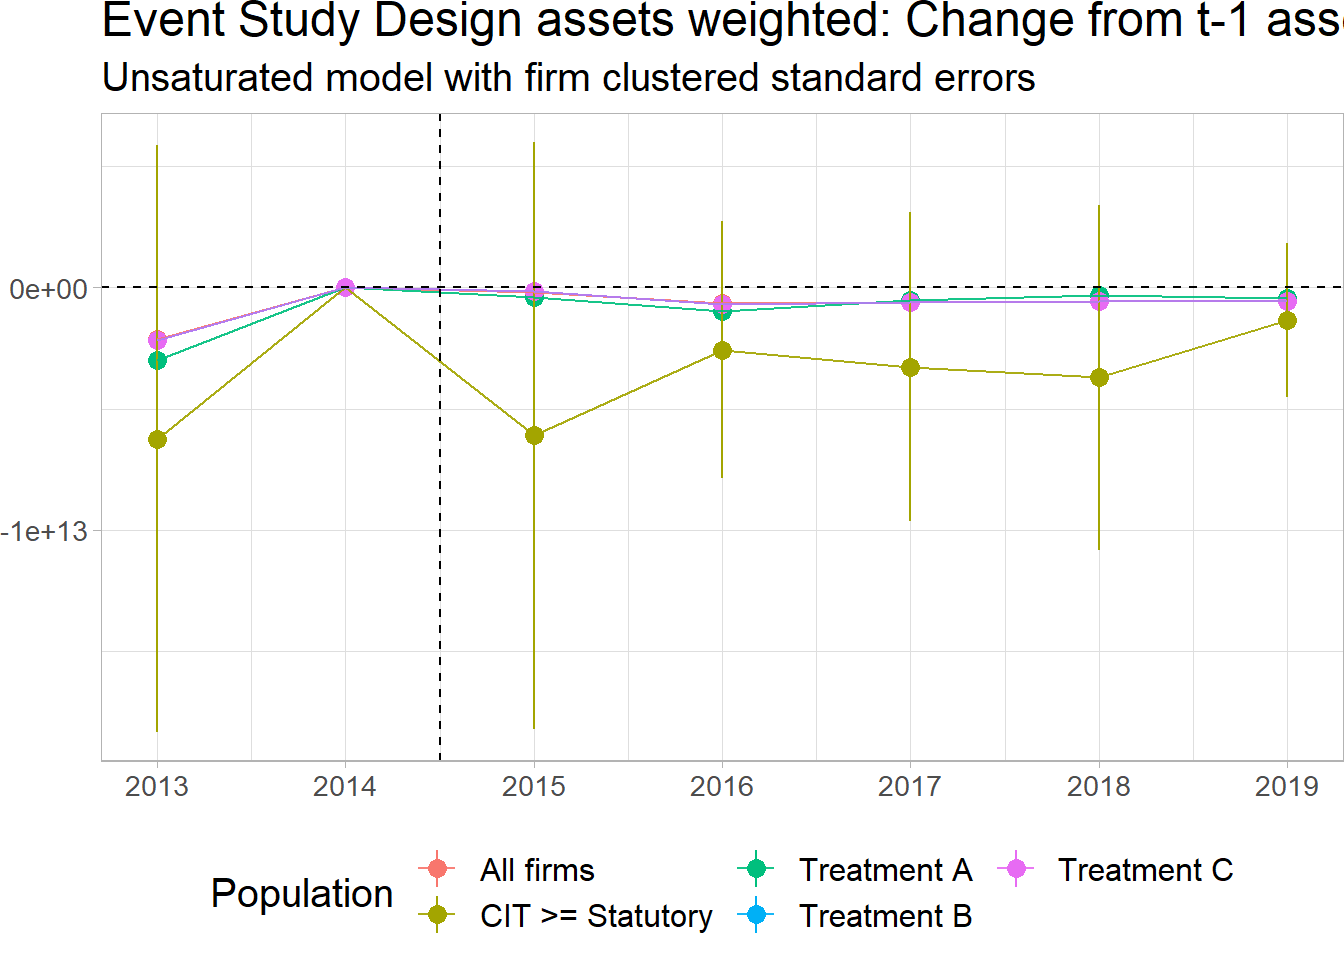 Event Study Design assets weighted: Change from t-1
Unsaturated model with firm clustered standard errors
0e+00
-1e+13
2013 2014 2015 2016 2017 2018 2019
Population
All firms
CIT >= Statutory
Treatment A
Treatment B
Treatment C